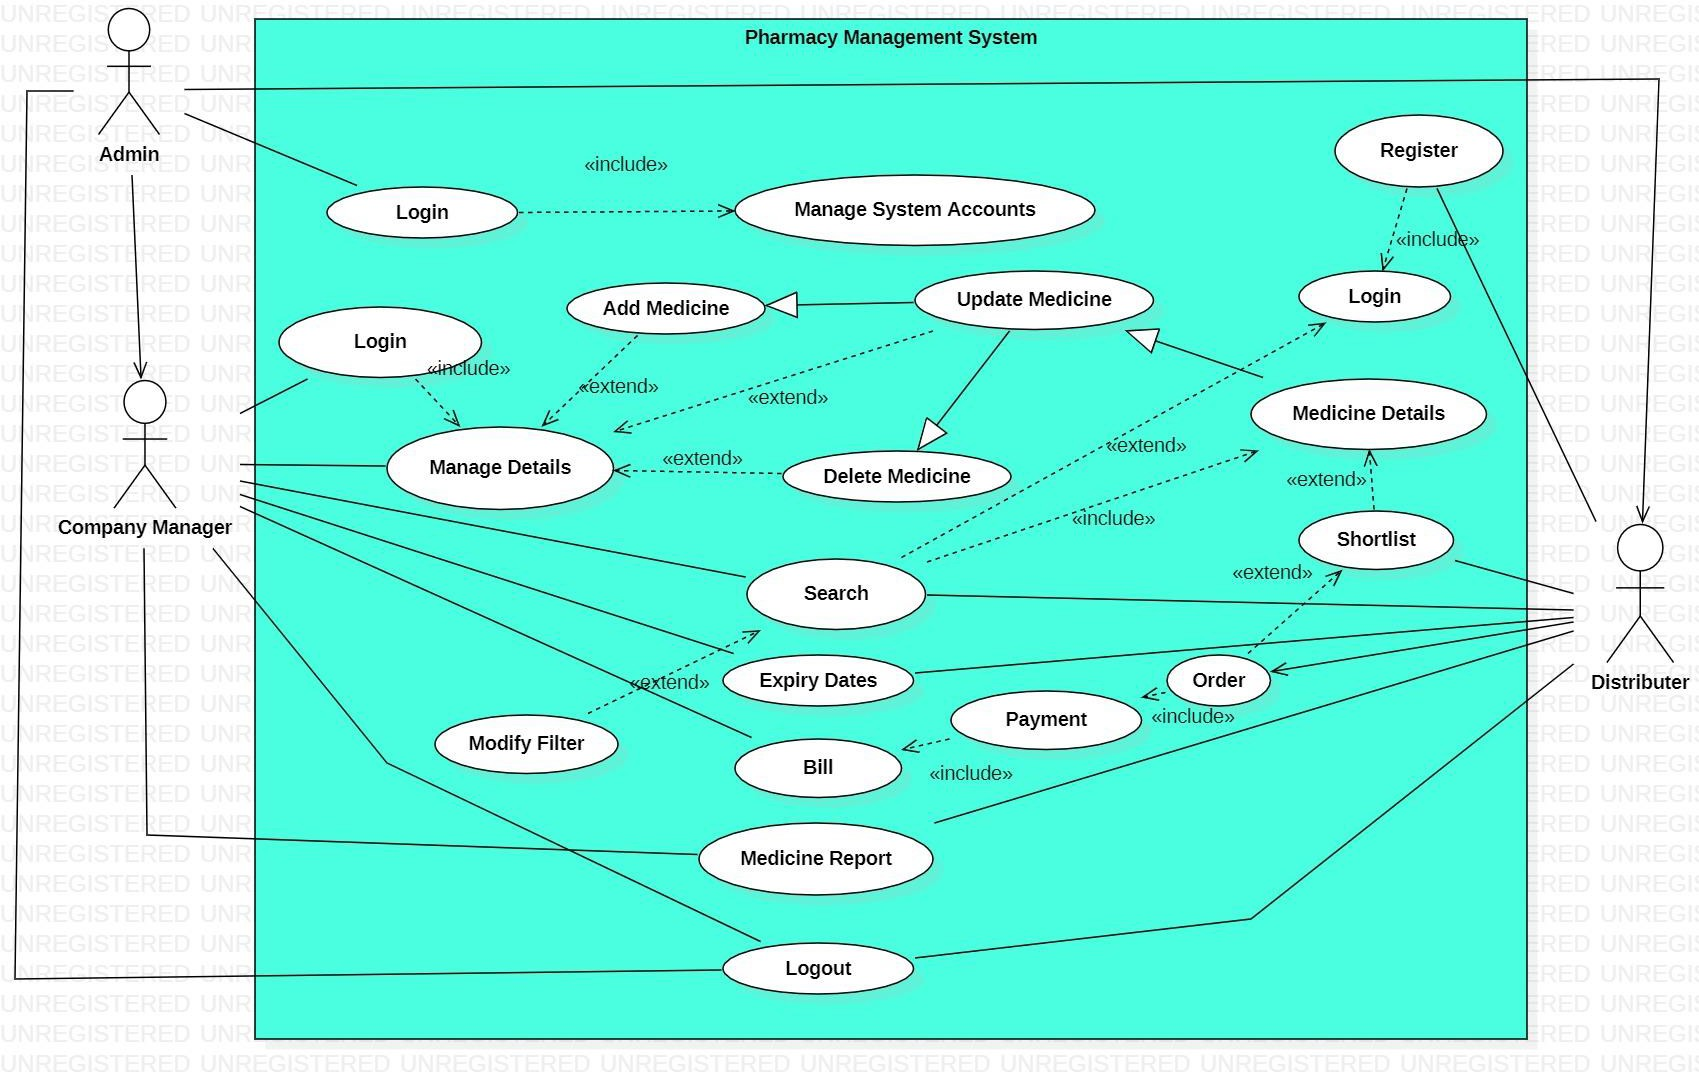 Pharmacy Management System
Admin
Register
«include»
Login
Manage System Accounts
«include»
Add Medicine
Update Medicine
Login
Login
«include»
«extend»
«extend»
Medicine Details
Company Manager
Manage Details
«extend»
Delete Medicine
«extend»
«include»
«extend»
Shortlist
Search
«extend»
Distributer
«extend»
Expiry Dates
Order
«include»
Payment
Modify Filter
Bill
«include»
Medicine Report
Logout
UNREGISTERED